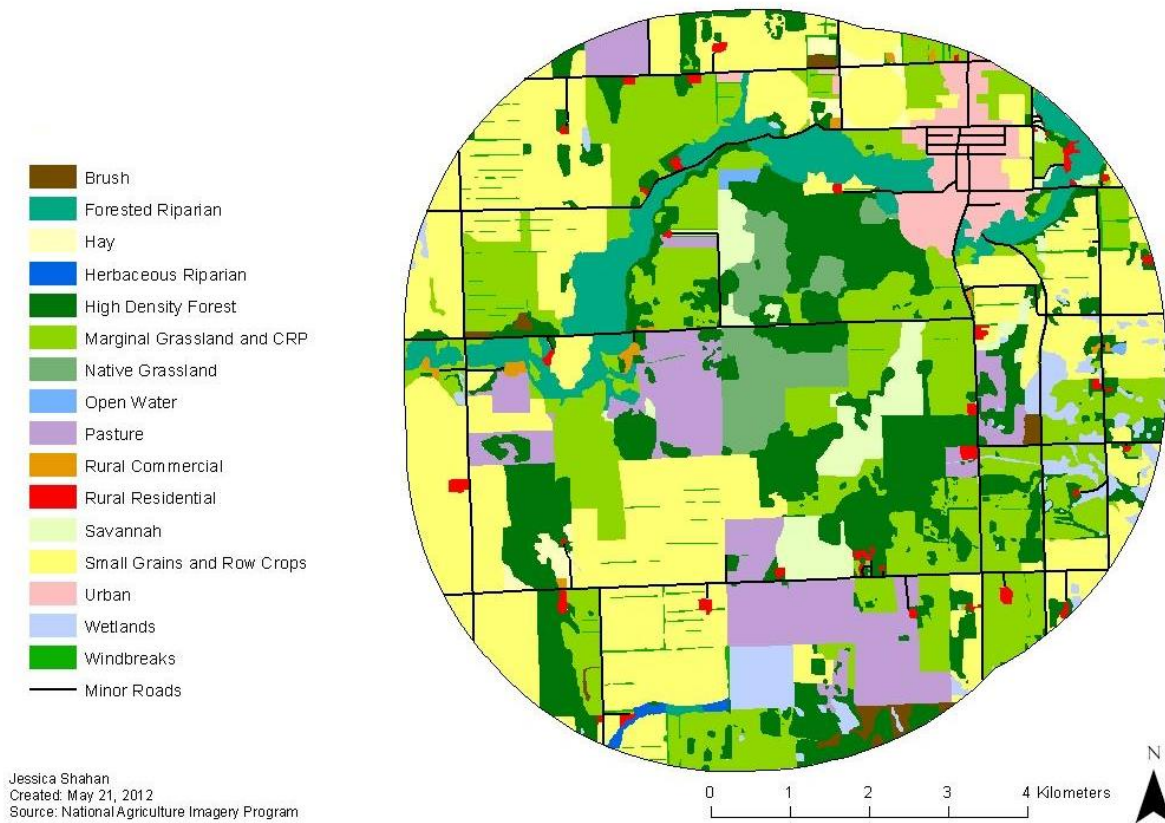 Brush
Forested Riparian
Hay
Herbaceous Riparian
High Density Forest
Marginal Grassland and CRP
Native Grassland
Open Water
Pasture
Rural Commercial
Rural Residential
Savannah
Small Grains and Row Crops
Urban
Wetlands
Windbreaks
Minor Roads
Jessica Shahan
Created: May 21, 2012
Source: National Agriculture Imagery Program
0 1 2 3 4 Kilometers
N